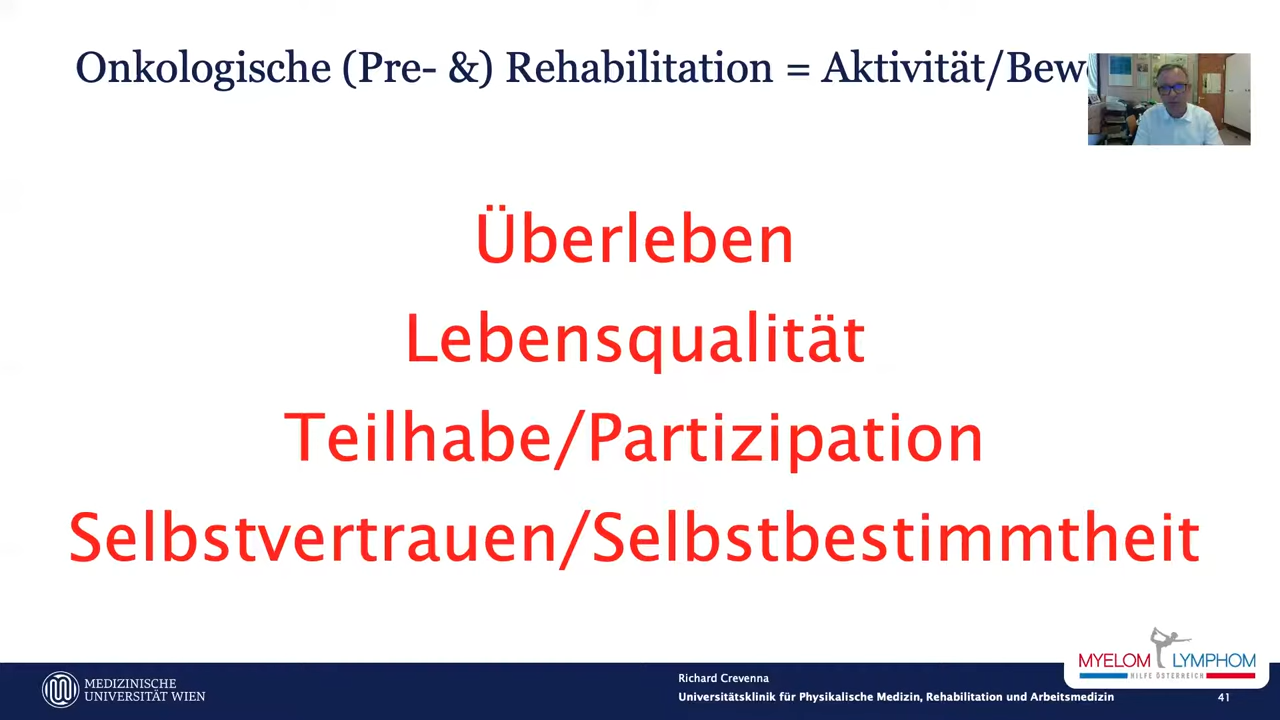 Onkologische (Pre- &) Rehabilitation = Aktivität/
Überleben
Lebensqualität
Teilhabe/Partizipation
Selbstvertrauen/Selbstbestimmtheit
MYELOM LYMPHOM
HILFE ÖSTERREICH
MEDIZINISCHE
UNIVERSITÄT WIEN
Richard Crevenna
Universitätsklinik für Physikalische Medizin, Rehabilitation und Arbeitsmedizin
41